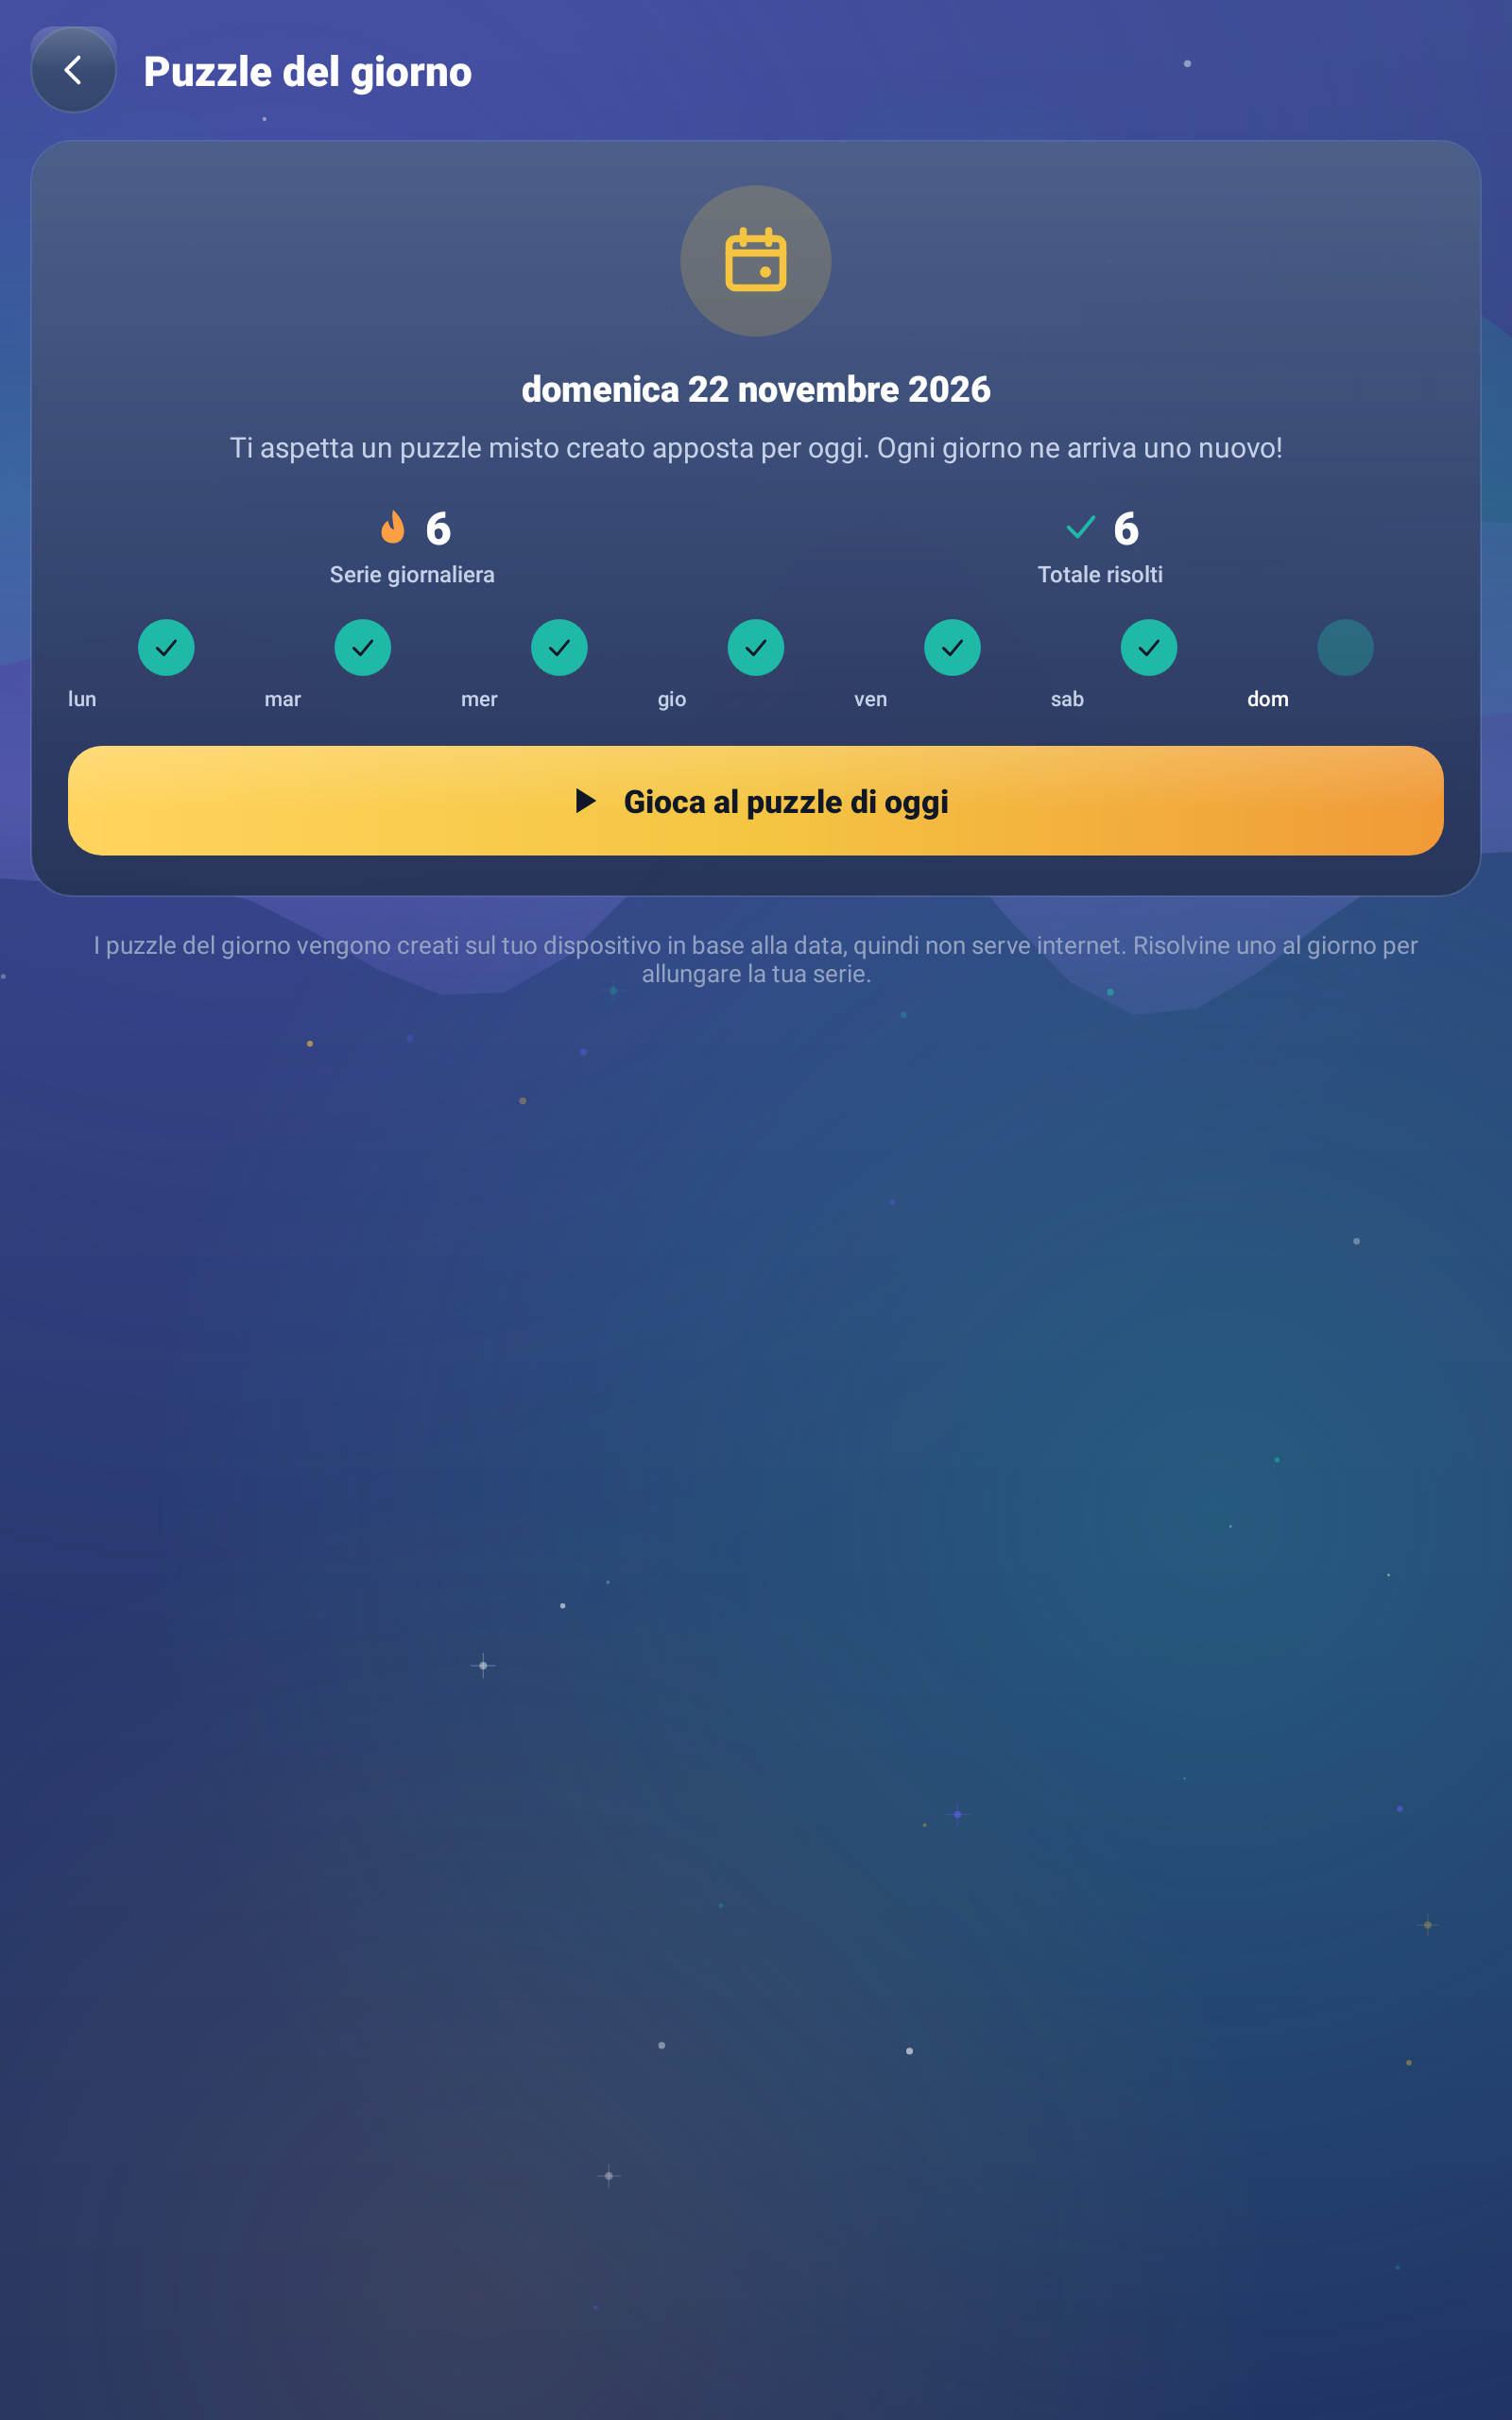 Puzzle del giorno
domenica 22 novembre 2026
Ti aspetta un puzzle misto creato apposta per oggi. Ogni giorno ne arriva uno nuovo!
6
Serie giornaliera
6
Totale risolti
lun mar mer gio ven sab dom
Gioca al puzzle di oggi
I puzzle del giorno vengono creati sul tuo dispositivo in base alla data, quindi non serve internet. Risolvine uno al giorno per
allungare la tua serie.